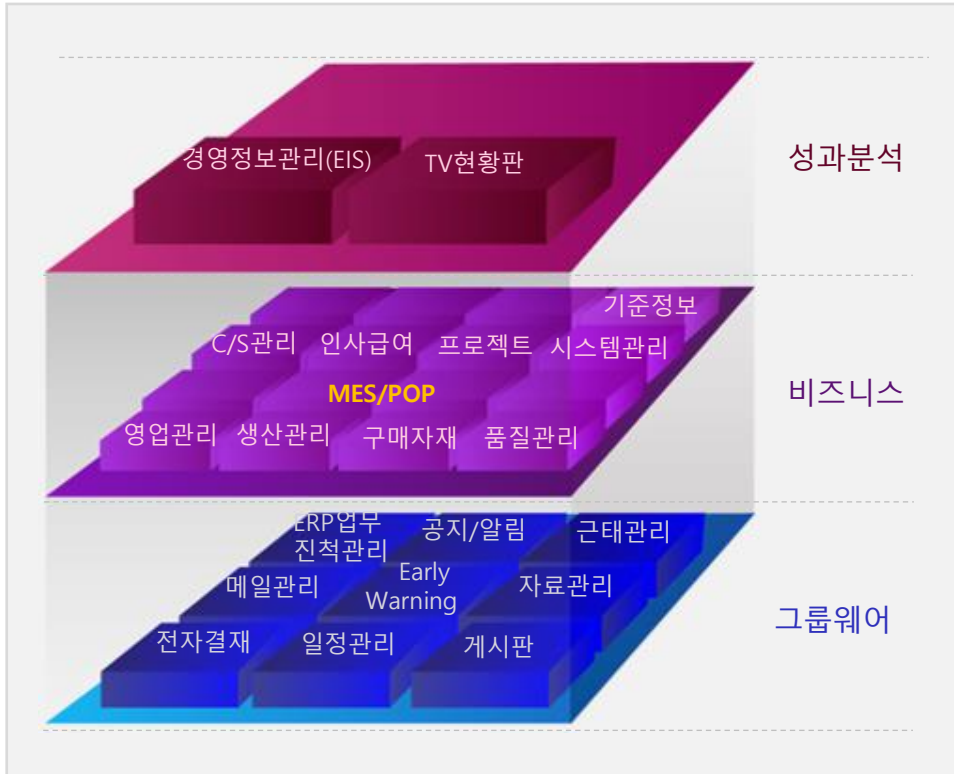 경영정보관리(EIS)
TV현황판
성과분석
기준정보
C/S관리
인사급여
프로젝트
시스템관리
MES/POP
비즈니스
영업관리
생산관리
구매자재
품질관리
ERP업무
진척관리
공지/알림
근태관리
메일관리
Early
Warning
자료관리
그룹웨어
전자결재
일정관리
게시판